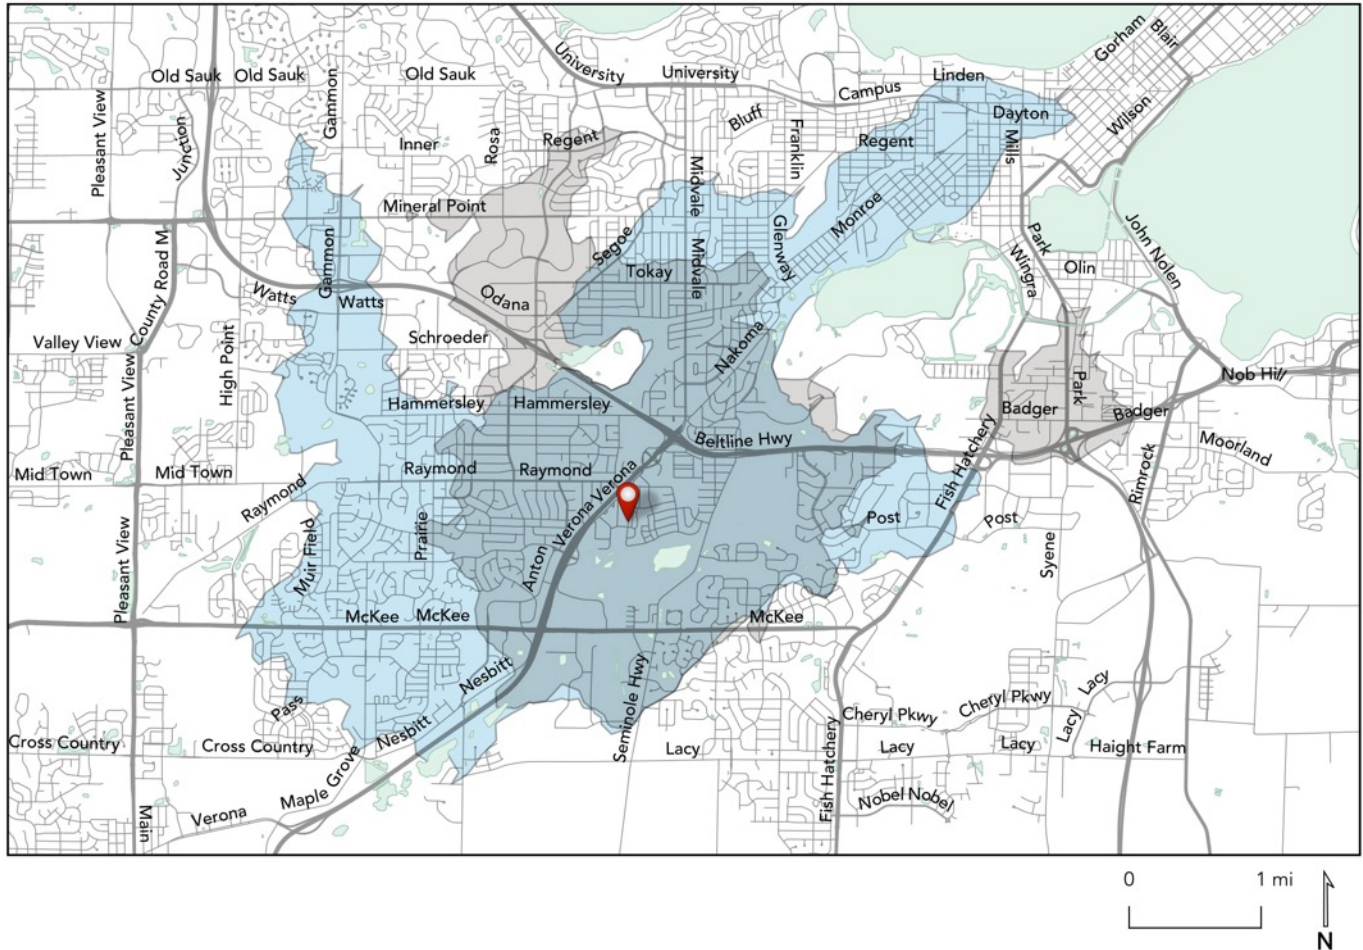 Gorham
Blair
University
University
Linden
Old Sauk
Old Sauk
Old Sauk
Campus
Pleasant View
Gammon
Junction
Inner
Rosa
Regent
Bluff
Franklin
Regent
Dayton
Mills
Wilson
Midvale
Mineral Point
Monroe
Glenway
Segoe
Tokay
Midvale
Park
Wingra
Olin
John Nolen
County Road M
Gammon
Watts
Watts
Odana
Schroeder
Valley View
Pleasant View
High Point
Nakoma
Nob Hill
Park
Hammersley
Hammersley
Badger
Badger
Beltline Hwy
Moorland
Mid Town
Mid Town
Raymond
Raymond
Raymond
Verona
Verona
Fish Hatchery
Rimrock
Post
Post
Syene
Pleasant View
Muir Field
Prairie
Anton
McKee
McKee
McKee
Nesbitt
Seminole Hwy
Pass
Nesbitt
Cheryl Pkwy
Cheryl Pkwy
Lacy
Lacy
Cross Country
Cross Country
Lacy
Lacy
Lacy
Haight Farm
Maple Grove
Fish Hatchery
Nobel
Nobel
Main
Verona
0 1 mi
N